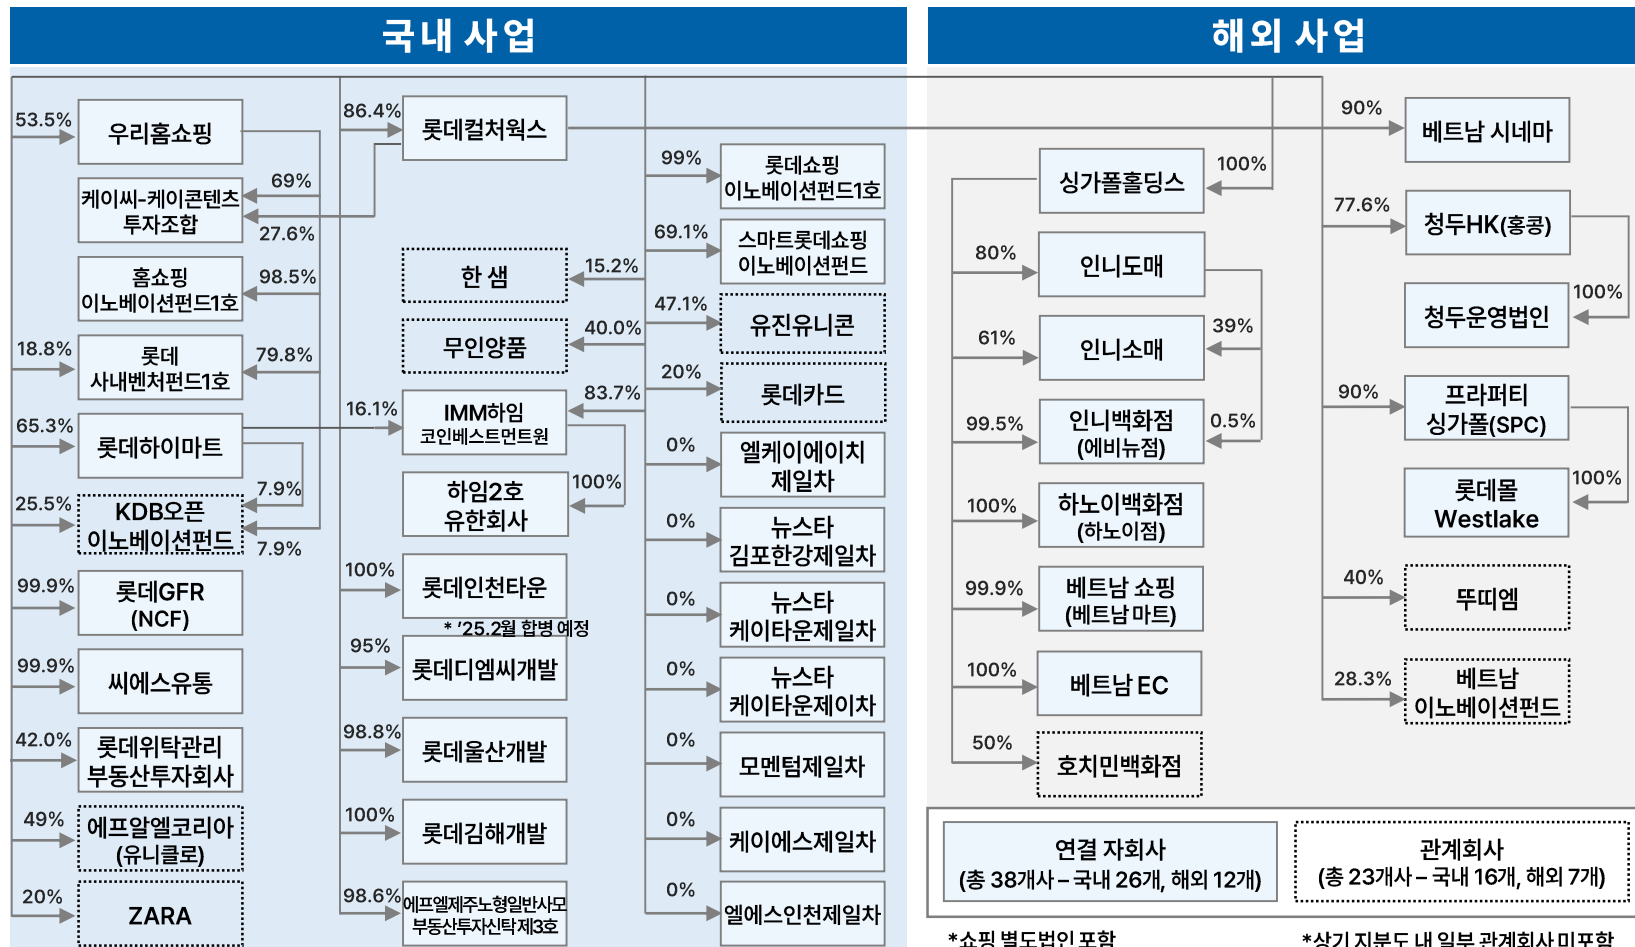 국내 사업
53.5%
우리홈쇼핑
69%
케이씨-케이콘텐츠
투자조합
27.6%
홈쇼핑
이노베이션펀드1호
98.5%
18.8%
롯데
사내벤처펀드1호
79.8%
65.3%
롯데하이마트
25.5%
KDB오픈
이노베이션펀드
7.9%
7.9%
99.9%
롯데GFR
(NCF)
99.9%
씨에스유통
42.0%
롯데위탁관리
부동산투자회사
49%
에프알엘코리아
(유니클로)
20%
ZARA
86.4%
롯데컬처웍스
한 샘
15.2%
무인양품
40.0%
16.1%
IMM하임
코인베스트먼트원
83.7%
하임2호
유한회사
100%
100%
롯데인천타운
* ’25.2월 합병 예정
95%
롯데디엠씨개발
98.8%
롯데울산개발
100%
롯데김해개발
98.6%
에프엘제주노형일반사모
부동산투자신탁 제3호
99%
롯데쇼핑
이노베이션펀드1호
69.1%
스마트롯데쇼핑
이노베이션펀드
47.1%
유진유니콘
20%
롯데카드
0%
엘케이에이치
제일차
0%
뉴스타
김포한강제일차
0%
뉴스타
케이타운제일차
0%
뉴스타
케이타운제이차
0%
모멘텀제일차
0%
케이에스제일차
0%
엘에스인천제일차
해외 사업
싱가폴홀딩스
100%
80%
인니도매
61%
인니소매
39%
99.5%
인니백화점
(에비뉴점)
0.5%
100%
하노이백화점
(하노이점)
99.9%
베트남 쇼핑
(베트남 마트)
100%
베트남 EC
50%
호치민백화점
90%
베트남 시네마
77.6%
청두HK(홍콩)
청두운영법인
100%
90%
프라퍼티
싱가폴(SPC)
롯데몰
Westlake
100%
40%
뚜띠엠
28.3%
베트남
이노베이션펀드
연결 자회사
(총 38개사 – 국내 26개, 해외 12개)
관계회사
(총 23개사 – 국내 16개, 해외 7개)
*쇼핑 별도법인 포함
*상기 지분도 내 일부 관계회사 미포함